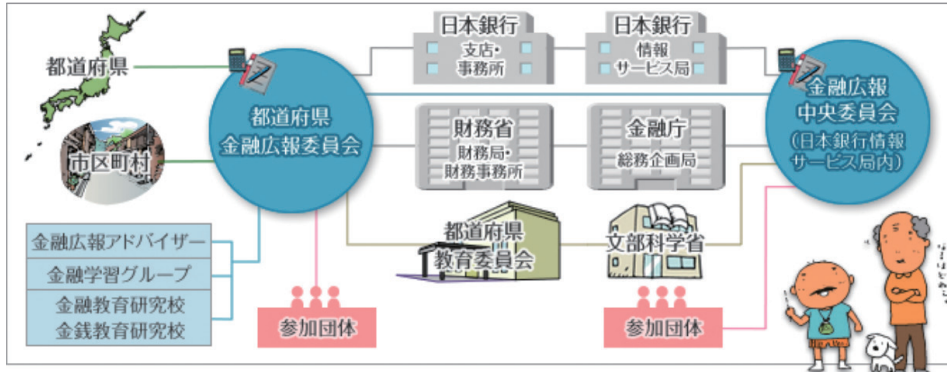 都道府県
市区町村
都道府県
金融広報委員会
日本銀行
支店・
事務所
日本銀行
情報
サービス局
財務省
財務局・
財務事務所
金融庁
総務企画局
都道府県
教育委員会
文部科学省
金融広報
中央委員会
(日本銀行情報
サービス局内)
金融広報アドバイザー
金融学習グループ
金融教育研究校
金銭教育研究校
参加団体
参加団体